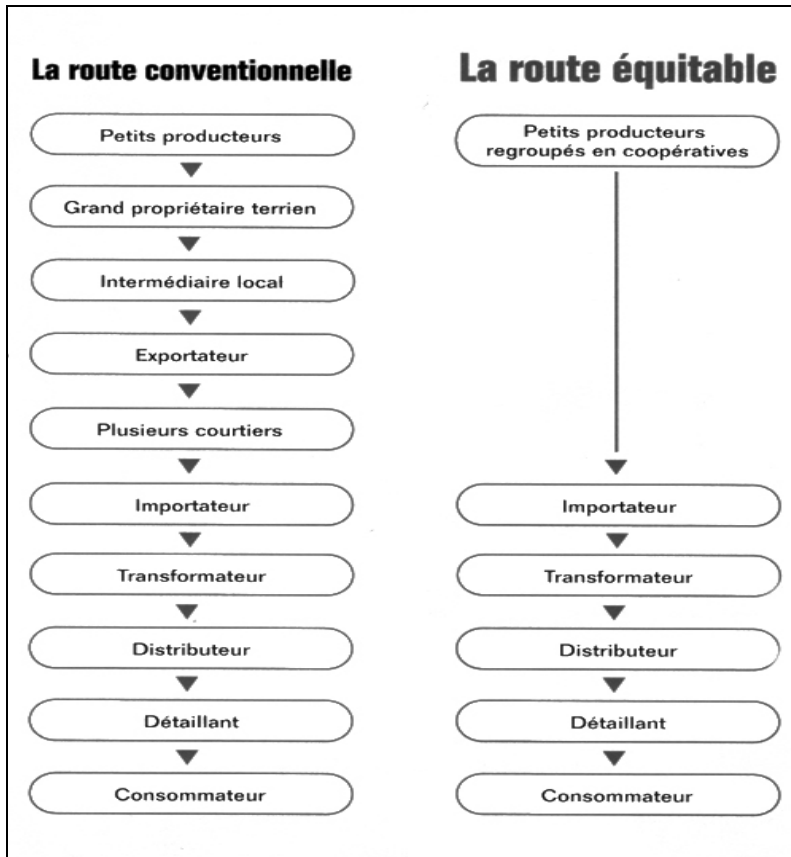 La route conventionnelle
Petits producteurs
Grand propriétaire terrien
Intermédiaire local
Exportateur
Plusieurs courtiers
Importateur
Transformateur
Distributeur
Détaillant
Consommateur
La route équitable
Petits producteurs
regroupés en coopératives
Importateur
Transformateur
Distributeur
Détaillant
Consommateur